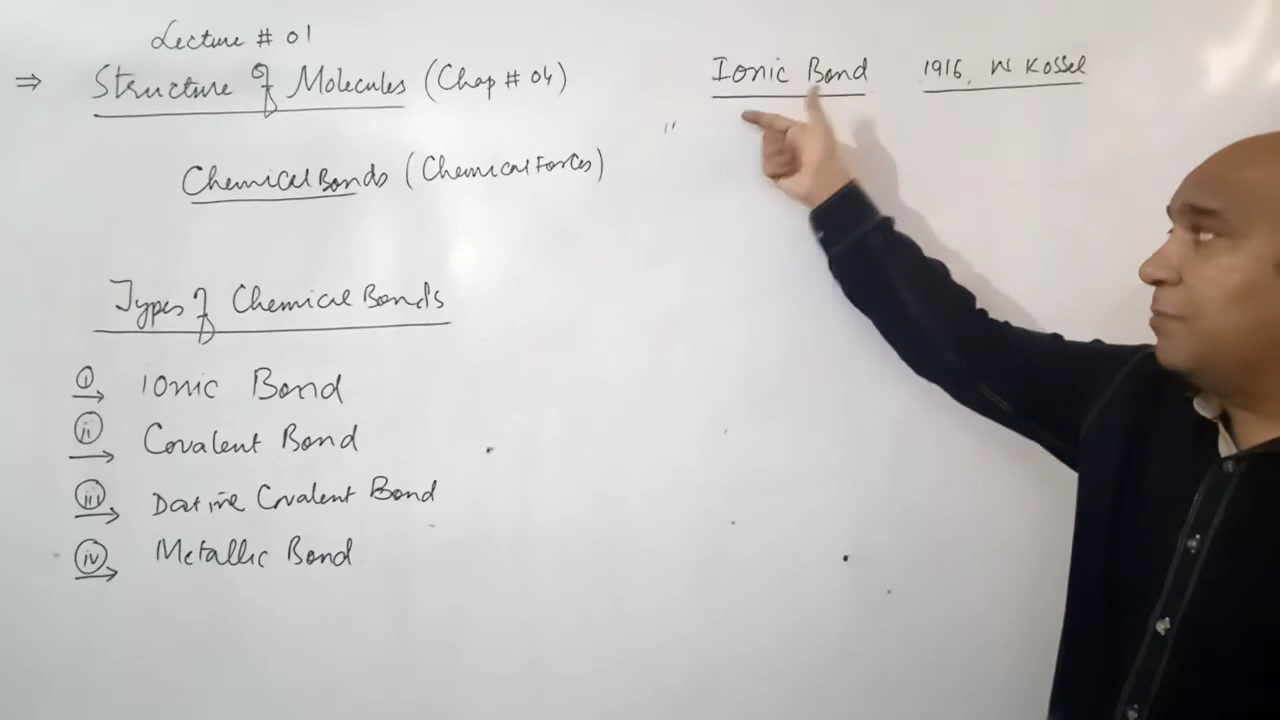 Lecture # 01
⇒ Structure of Molecules (Chap # 04)
Chemical Bonds (Chemical Forces)
Types of Chemical Bonds
i ionic Bond
ii Covalent Bond
iii Dative Covalent Bond
iv Metallic Bond
Ionic Bond 1916, W Kossel
"